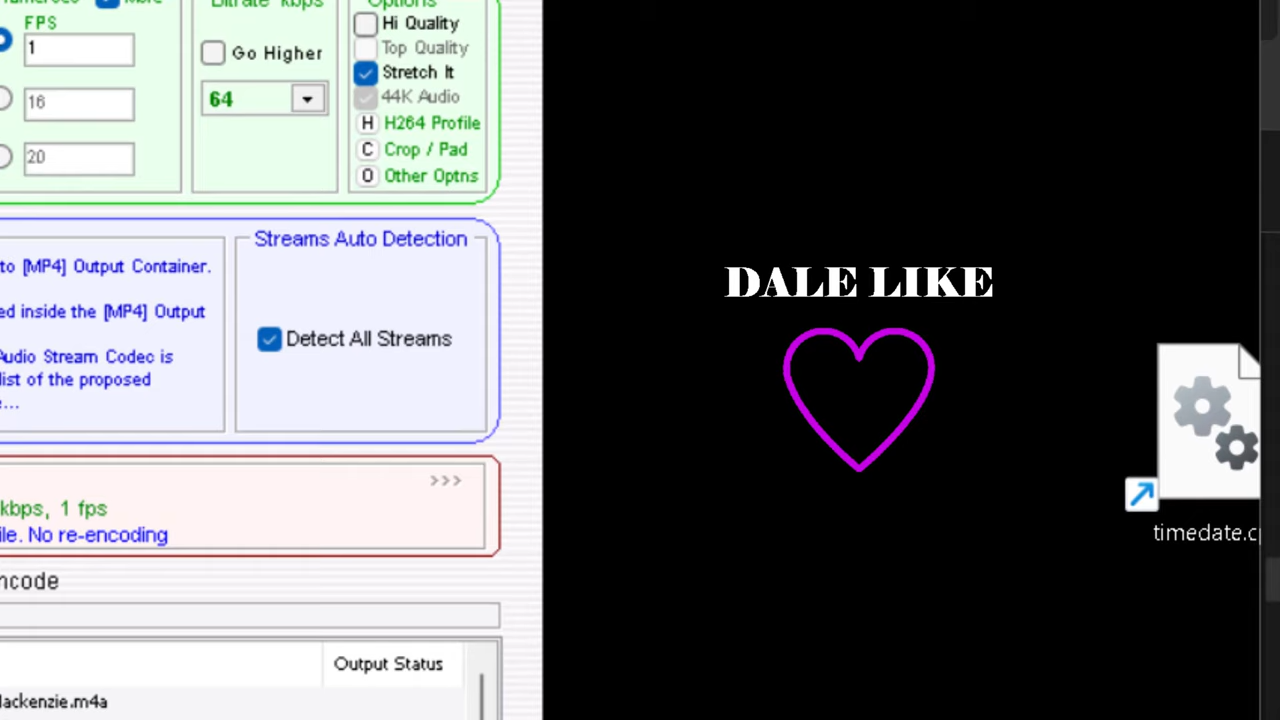 FPS
1
16
20
Bitrate kbps
Go Higher
64
Options
Hi Quality
Top Quality
Stretch It
44K Audio
H H264 Profile
C Crop / Pad
O Other Optns
to [MP4] Output Container.
ed inside the [MP4] Output
Audio Stream Codec is
list of the proposed
Streams Auto Detection
Detect All Streams
>>>
kbps, 1 fps
ile. No re-encoding
ncode
Output Status
lackenzie.m4a
DALE LIKE
timedate.c